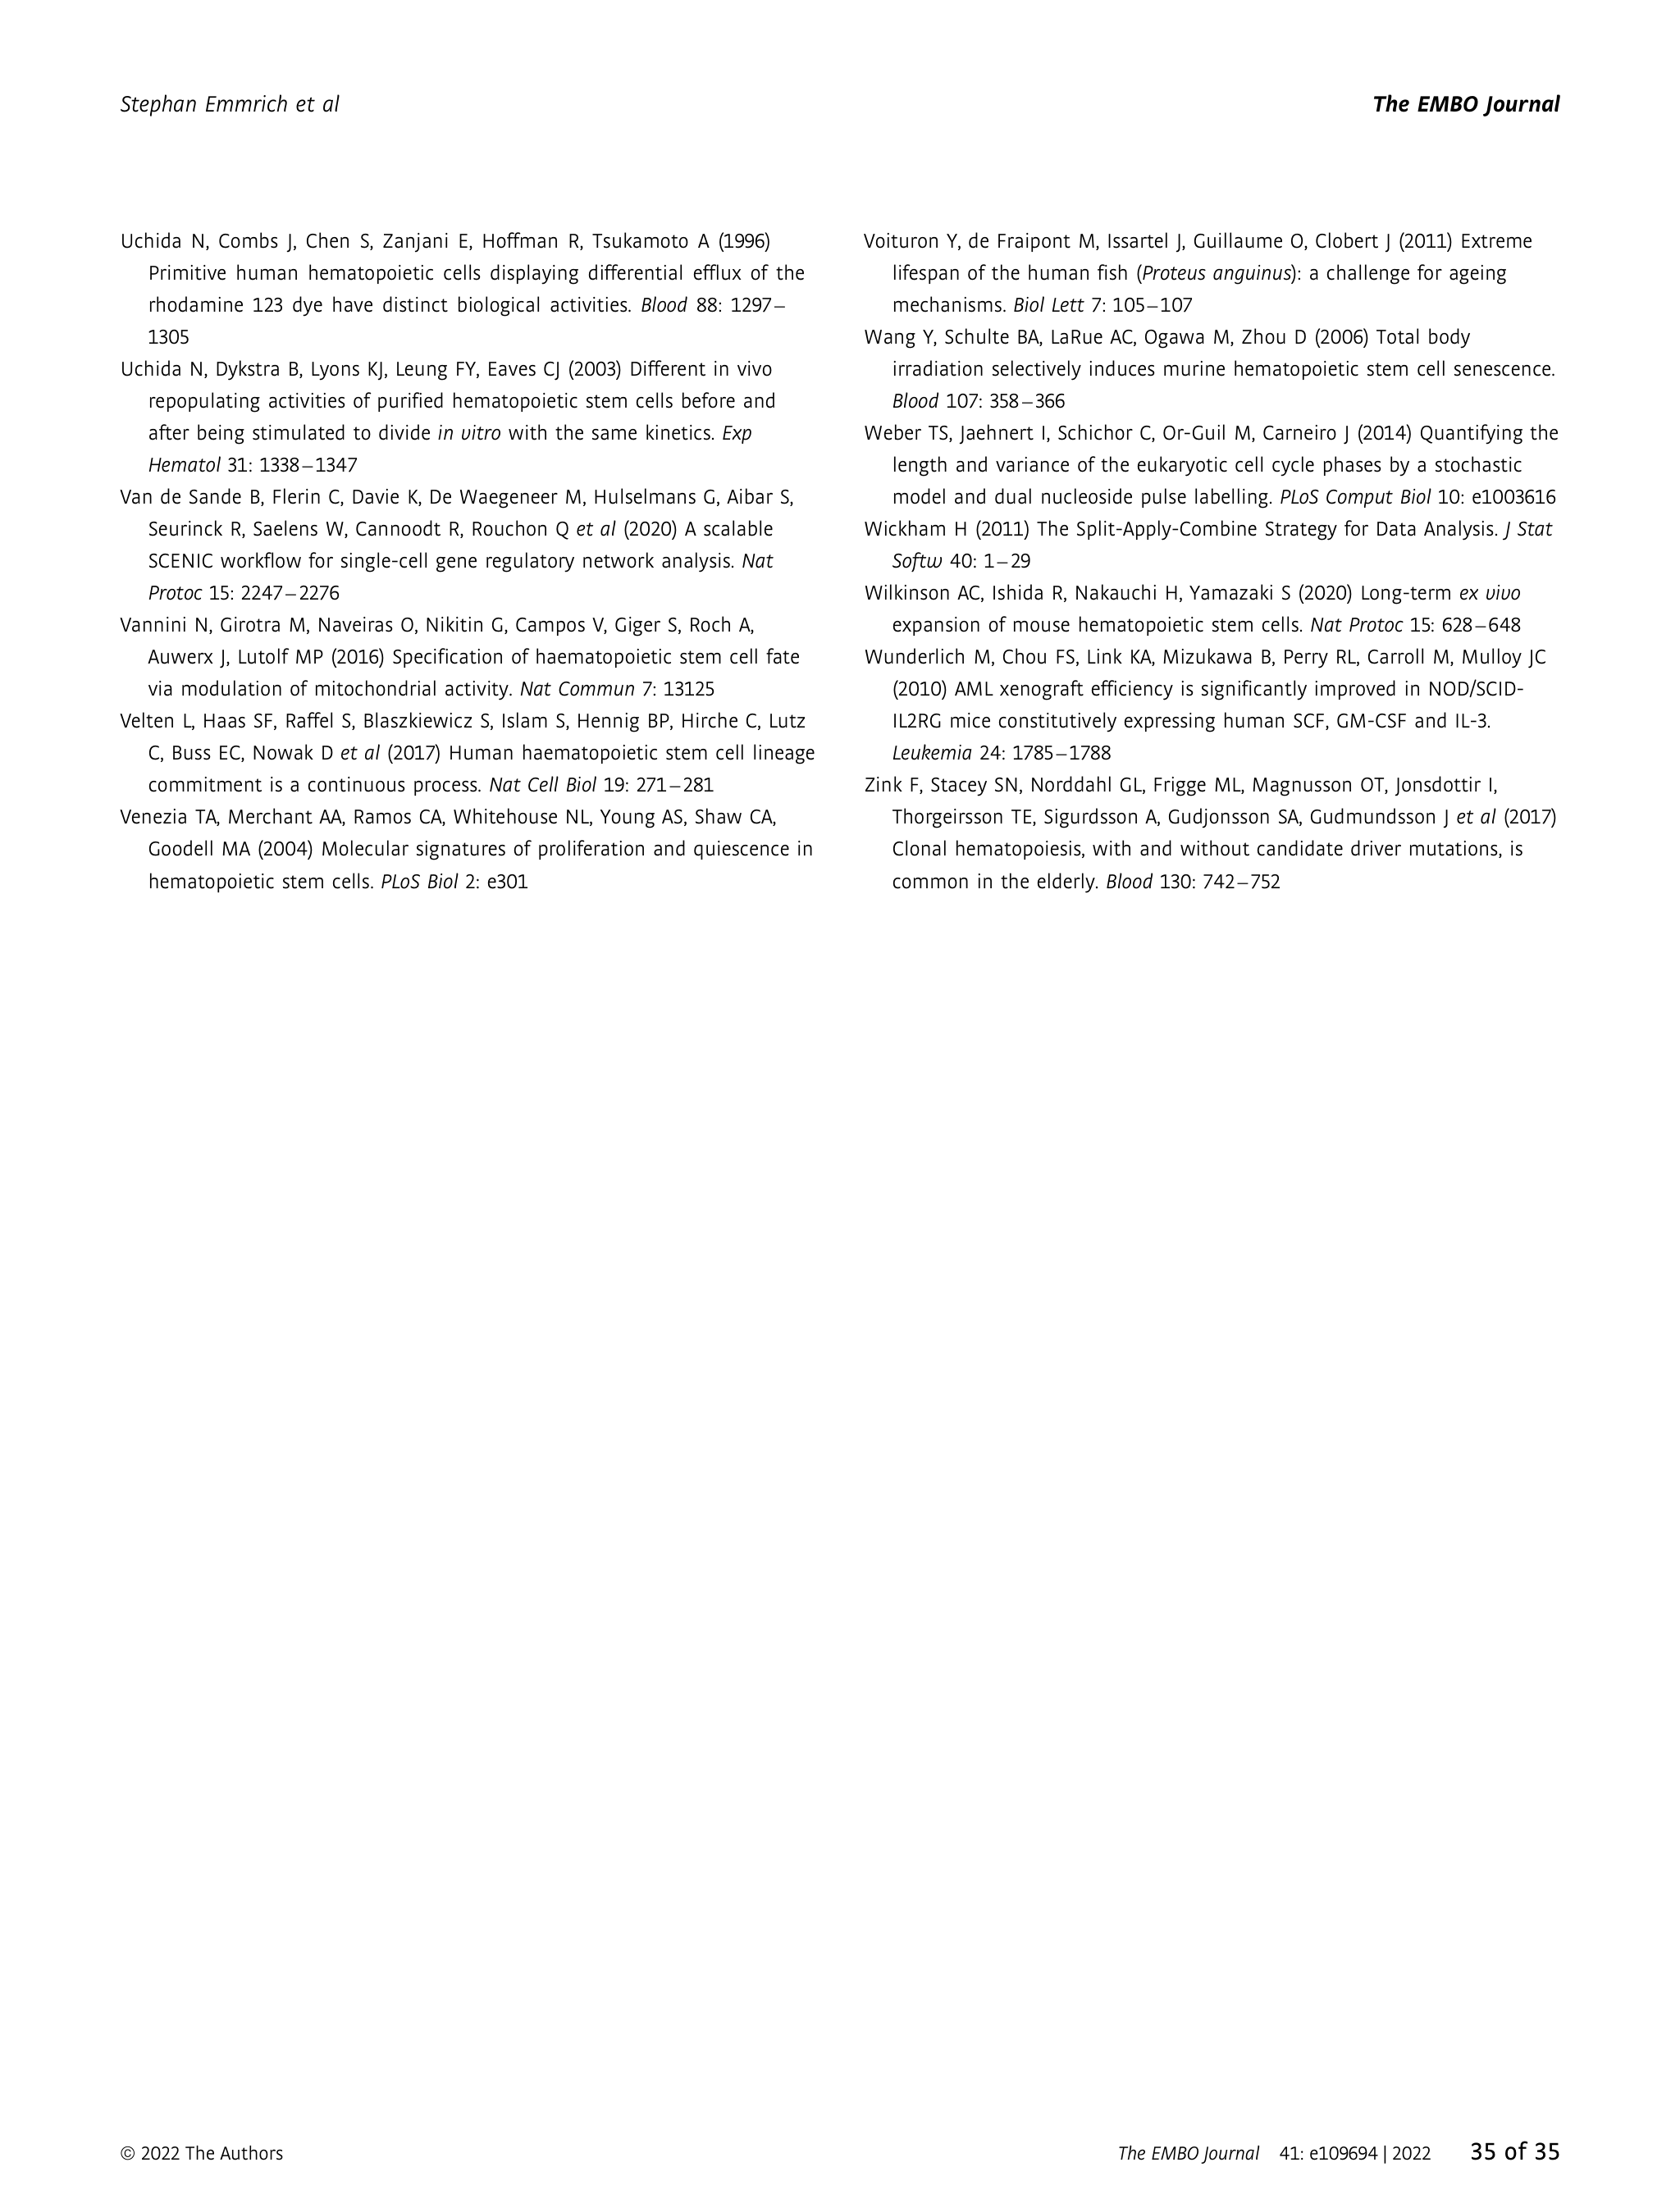 Stephan Emmrich et al
The EMBO Journal
Uchida N, Combs J, Chen S, Zanjani E, Hoffman R, Tsukamoto A (1996)
Primitive human hematopoietic cells displaying differential efflux of the
rhodamine 123 dye have distinct biological activities. Blood 88: 1297–
1305
Uchida N, Dykstra B, Lyons KJ, Leung FY, Eaves CJ (2003) Different in vivo
repopulating activities of purified hematopoietic stem cells before and
after being stimulated to divide in vitro with the same kinetics. Exp
Hematol 31: 1338–1347
Van de Sande B, Flerin C, Davie K, De Waegeneer M, Hulselmans G, Aibar S,
Seurinck R, Saelens W, Cannoodt R, Rouchon Q et al (2020) A scalable
SCENIC workflow for single-cell gene regulatory network analysis. Nat
Protoc 15: 2247–2276
Vannini N, Girotra M, Naveiras O, Nikitin G, Campos V, Giger S, Roch A,
Auwerx J, Lutolf MP (2016) Specification of haematopoietic stem cell fate
via modulation of mitochondrial activity. Nat Commun 7: 13125
Velten L, Haas SF, Raffel S, Blaszkiewicz S, Islam S, Hennig BP, Hirche C, Lutz
C, Buss EC, Nowak D et al (2017) Human haematopoietic stem cell lineage
commitment is a continuous process. Nat Cell Biol 19: 271–281
Venezia TA, Merchant AA, Ramos CA, Whitehouse NL, Young AS, Shaw CA,
Goodell MA (2004) Molecular signatures of proliferation and quiescence in
hematopoietic stem cells. PLoS Biol 2: e301
Voituron Y, de Fraipont M, Issartel J, Guillaume O, Clobert J (2011) Extreme
lifespan of the human fish (Proteus anguinus): a challenge for ageing
mechanisms. Biol Lett 7: 105–107
Wang Y, Schulte BA, LaRue AC, Ogawa M, Zhou D (2006) Total body
irradiation selectively induces murine hematopoietic stem cell senescence.
Blood 107: 358–366
Weber TS, Jaehnert I, Schichor C, Or-Guil M, Carneiro J (2014) Quantifying the
length and variance of the eukaryotic cell cycle phases by a stochastic
model and dual nucleoside pulse labelling. PLoS Comput Biol 10: e1003616
Wickham H (2011) The Split-Apply-Combine Strategy for Data Analysis. J Stat
Softw 40: 1–29
Wilkinson AC, Ishida R, Nakauchi H, Yamazaki S (2020) Long-term ex vivo
expansion of mouse hematopoietic stem cells. Nat Protoc 15: 628–648
Wunderlich M, Chou FS, Link KA, Mizukawa B, Perry RL, Carroll M, Mulloy JC
(2010) AML xenograft efficiency is significantly improved in NOD/SCID-
IL2RG mice constitutively expressing human SCF, GM-CSF and IL-3.
Leukemia 24: 1785–1788
Zink F, Stacey SN, Norddahl GL, Frigge ML, Magnusson OT, Jonsdottir I,
Thorgeirsson TE, Sigurdsson A, Gudjonsson SA, Gudmundsson J et al (2017)
Clonal hematopoiesis, with and without candidate driver mutations, is
common in the elderly. Blood 130: 742–752
© 2022 The Authors
The EMBO Journal 41: e109694 | 2022 35 of 35